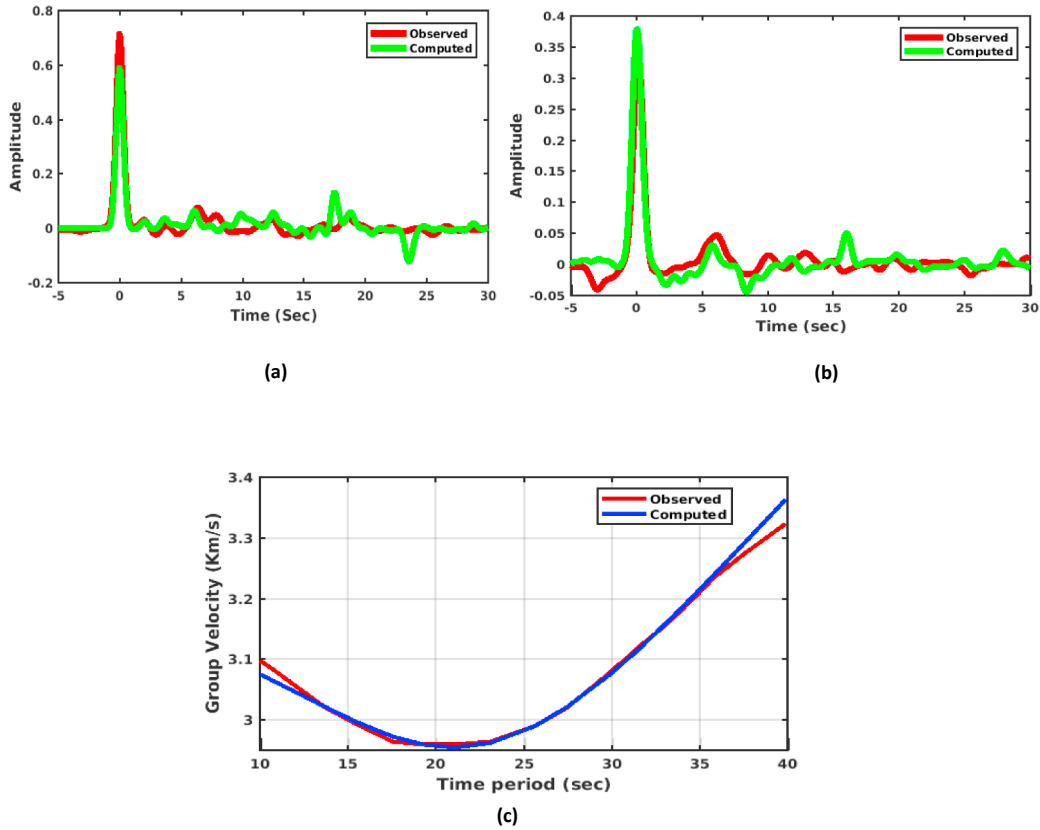 0.8
0.6
0.4
0.2
0
-0.2
Amplitude
Observed
Computed
-5 0 5 10 15 20 25 30
Time (Sec)
(a)
0.4
0.35
0.3
0.25
0.2
0.15
0.1
0.05
0
-0.05
Amplitude
Observed
Computed
-5 0 5 10 15 20 25 30
Time (sec)
(b)
3.4
3.3
3.2
3.1
3
Group Velocity (Km/s)
Observed
Computed
10 15 20 25 30 35 40
Time period (sec)
(c)